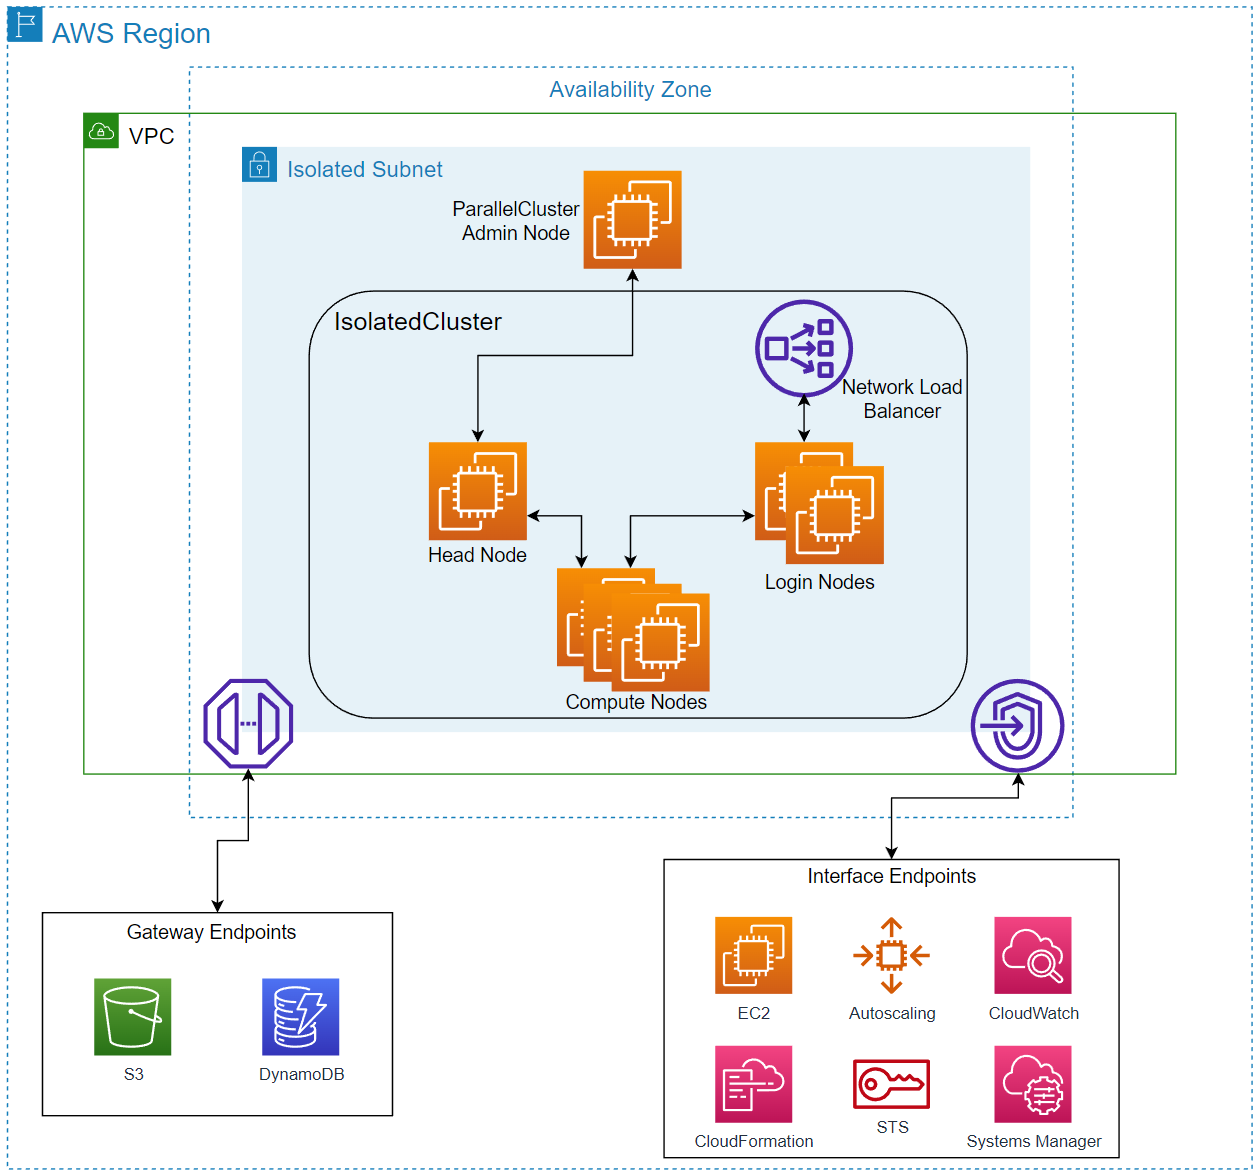 AWS Region
Availability Zone
VPC
Isolated Subnet
ParallelCluster
Admin Node
IsolatedCluster
Network Load
Balancer
Head Node
Login Nodes
Compute Nodes
Gateway Endpoints
S3
DynamoDB
Interface Endpoints
EC2
Autoscaling
CloudWatch
CloudFormation
STS
Systems Manager